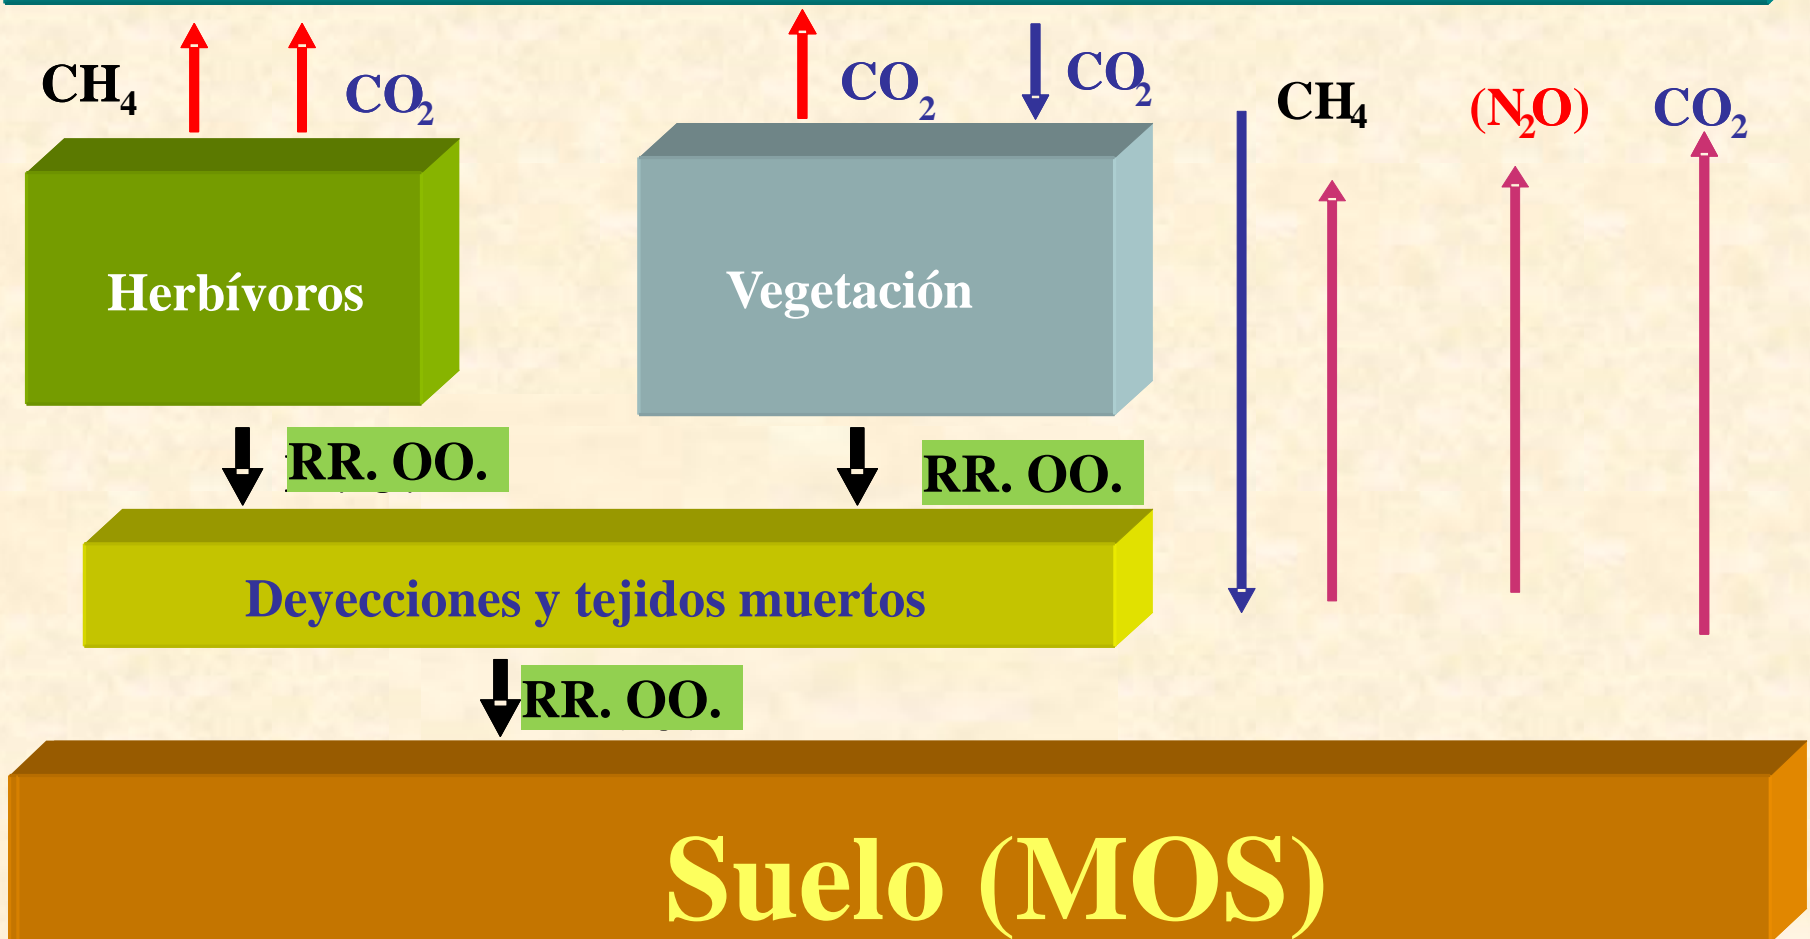 CH₄
CO₂
CO₂
CO₂
CH₄
(N₂O)
CO₂
Herbívoros
Vegetación
RR. OO.
RR. OO.
Deyecciones y tejidos muertos
RR. OO.
Suelo (MOS)